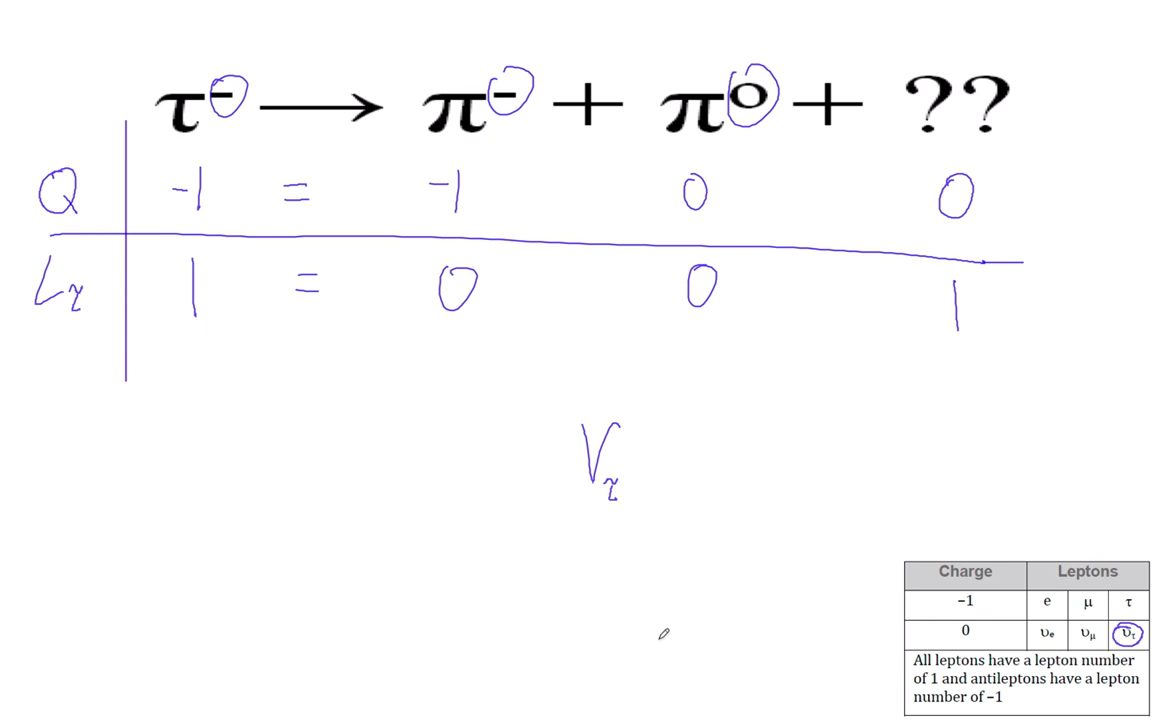 τ⁻ ⟶ π⁻ + π⁰ + ??
Q -1 = -1 0 0
Lτ 1 = 0 0 1
Vτ
Charge Leptons
−1 e μ τ
0 υe υμ υτ
All leptons have a lepton number
of 1 and antileptons have a lepton
number of −1